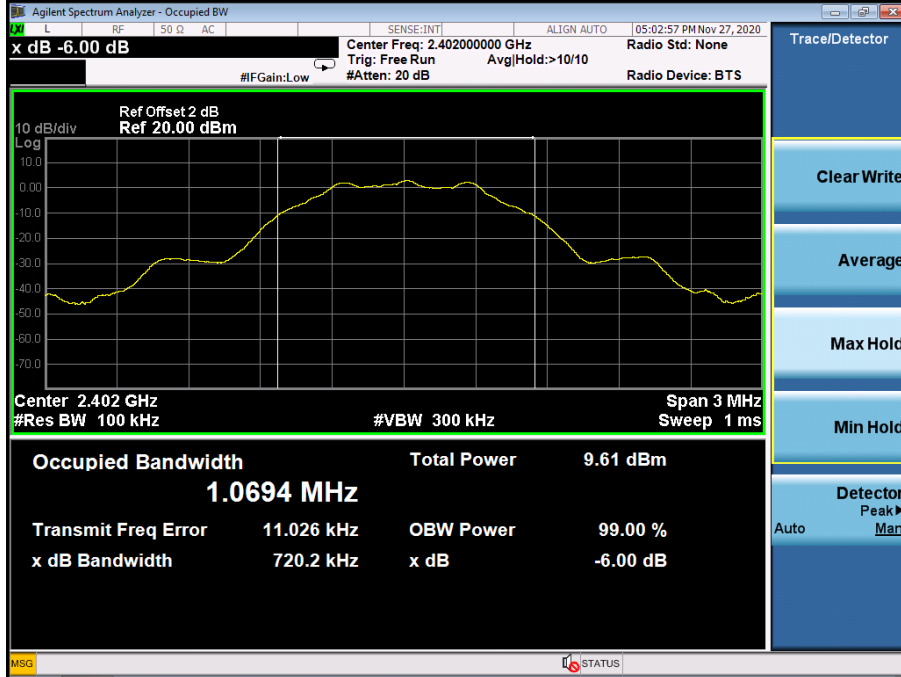 Agilent Spectrum Analyzer - Occupied BW
LXI L RF 50 Ω AC SENSE:INT ALIGN AUTO 05:02:57 PM Nov 27, 2020
x dB -6.00 dB
Center Freq: 2.402000000 GHz
Radio Std: None
Trig: Free Run Avg|Hold:>10/10
#IFGain:Low
#Atten: 20 dB
Radio Device: BTS
Ref Offset 2 dB
10 dB/div Ref 20.00 dBm
Log
10.0
0.00
-10.0
-20.0
-30.0
-40.0
-50.0
-60.0
-70.0
Center 2.402 GHz Span 3 MHz
#Res BW 100 kHz #VBW 300 kHz Sweep 1 ms
Occupied Bandwidth Total Power 9.61 dBm
1.0694 MHz
Transmit Freq Error 11.026 kHz OBW Power 99.00 %
x dB Bandwidth 720.2 kHz x dB -6.00 dB
MSG STATUS
Trace/Detector
Clear Write
Average
Max Hold
Min Hold
Detector
Peak
Auto Man